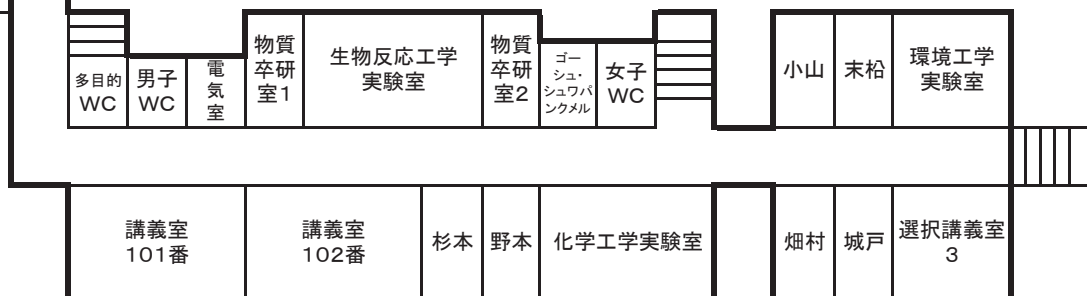 多目的
WC
男子
WC
電
気
室
物質
卒研
室1
生物反応工学
実験室
物質
卒研
室2
ゴー
シュ・
シュワパ
ンクメル
女子
WC
小山
末松
環境工学
実験室
講義室
101番
講義室
102番
杉本
野本
化学工学実験室
畑村
城戸
選択講義室
3